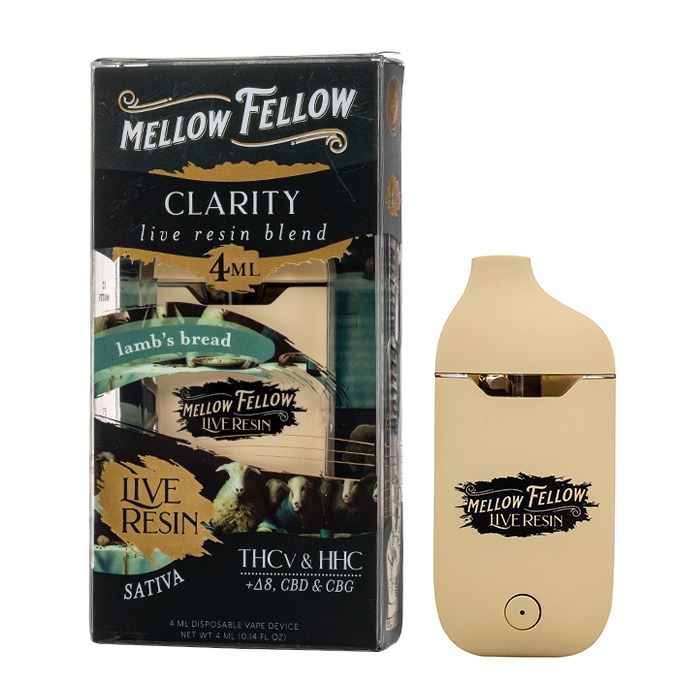 MELLOW FELLOW
CLARITY
live resin blend
4ML
lamb's bread
MELLOW FELLOW
LIVE RESIN
LIVE
RESIN
SATIVA
THCV & HHC
+Δ8, CBD & CBG
4 ML DISPOSABLE VAPE DEVICE
NET WT 4 ML (0.14 FL OZ)
MELLOW FELLOW
LIVE RESIN